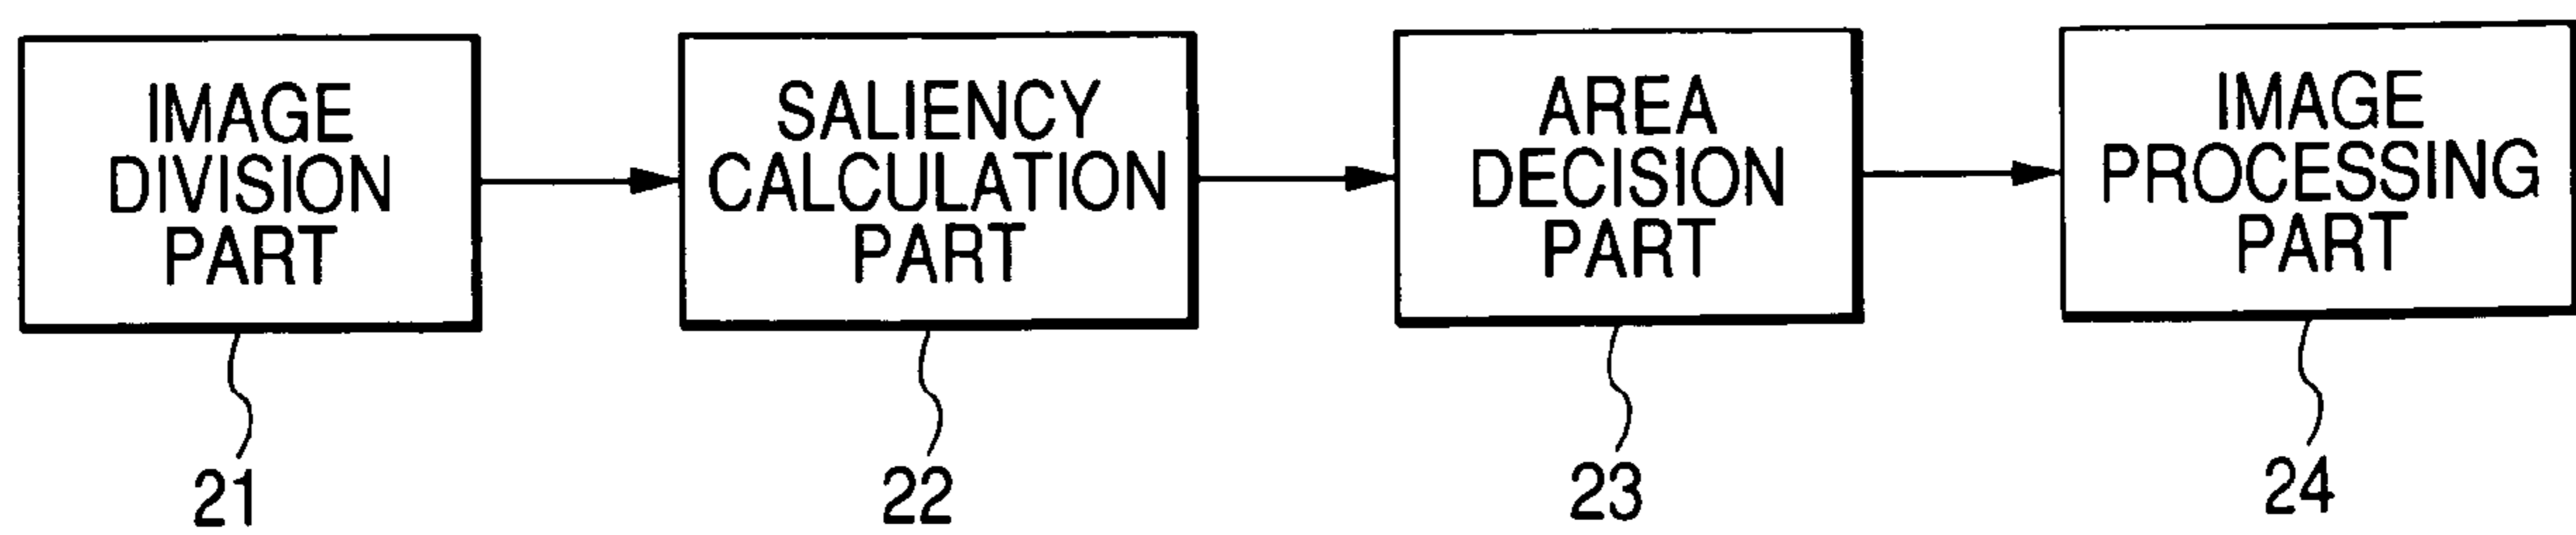 IMAGE
DIVISION
PART
SALIENCY
CALCULATION
PART
AREA
DECISION
PART
IMAGE
PROCESSING
PART
21
22
23
24